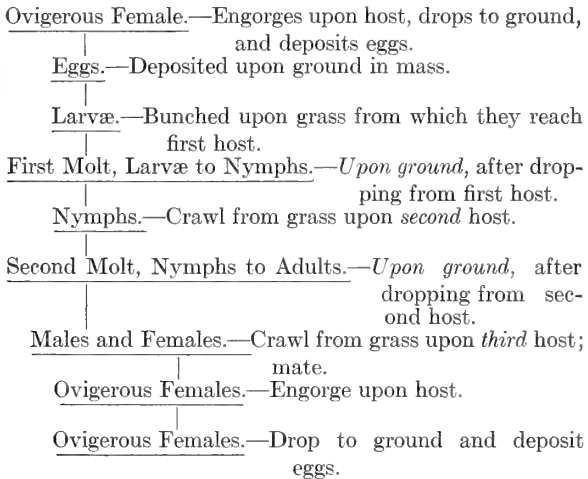 Ovigerous Female.—Engorges upon host, drops to ground,
and deposits eggs.
Eggs.—Deposited upon ground in mass.
Larvæ.—Bunched upon grass from which they reach
first host.
First Molt, Larvæ to Nymphs.—Upon ground, after drop-
ping from first host.
Nymphs.—Crawl from grass upon second host.
Second Molt, Nymphs to Adults.—Upon ground, after
dropping from sec-
ond host.
Males and Females.—Crawl from grass upon third host;
mate.
Ovigerous Females.—Engorge upon host.
Ovigerous Females.—Drop to ground and deposit
eggs.